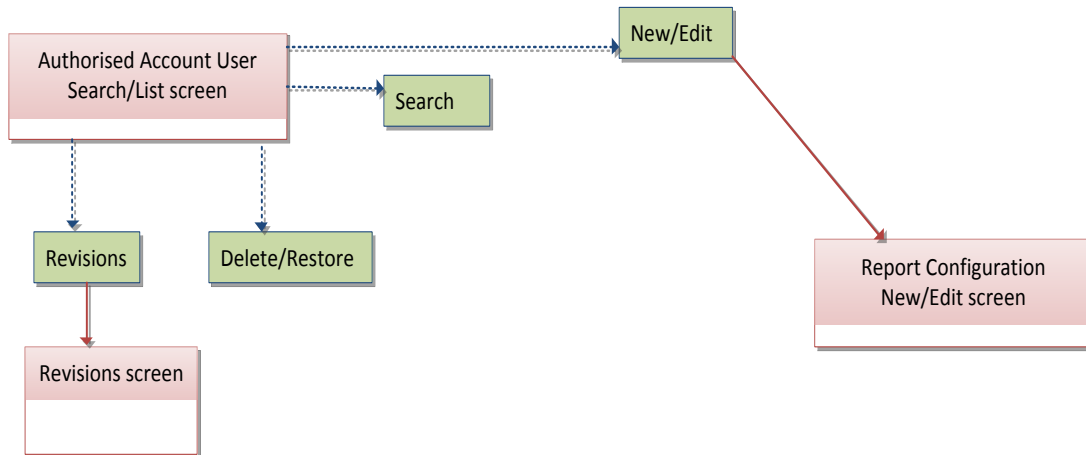 New/Edit
Authorised Account User
Search/List screen
Search
Revisions
Delete/Restore
Report Configuration
New/Edit screen
Revisions screen